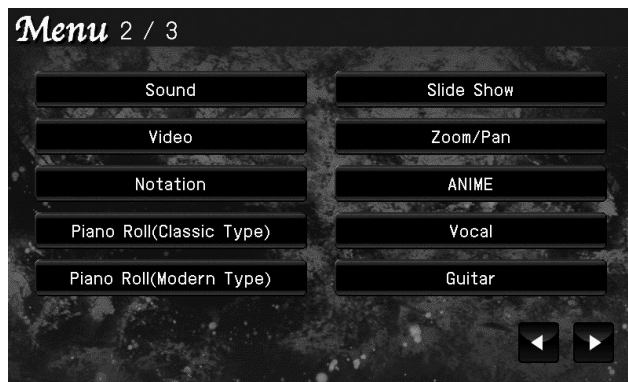 Menu 2 / 3
Sound
Slide Show
Video
Zoom/Pan
Notation
ANIME
Piano Roll(Classic Type)
Vocal
Piano Roll(Modern Type)
Guitar